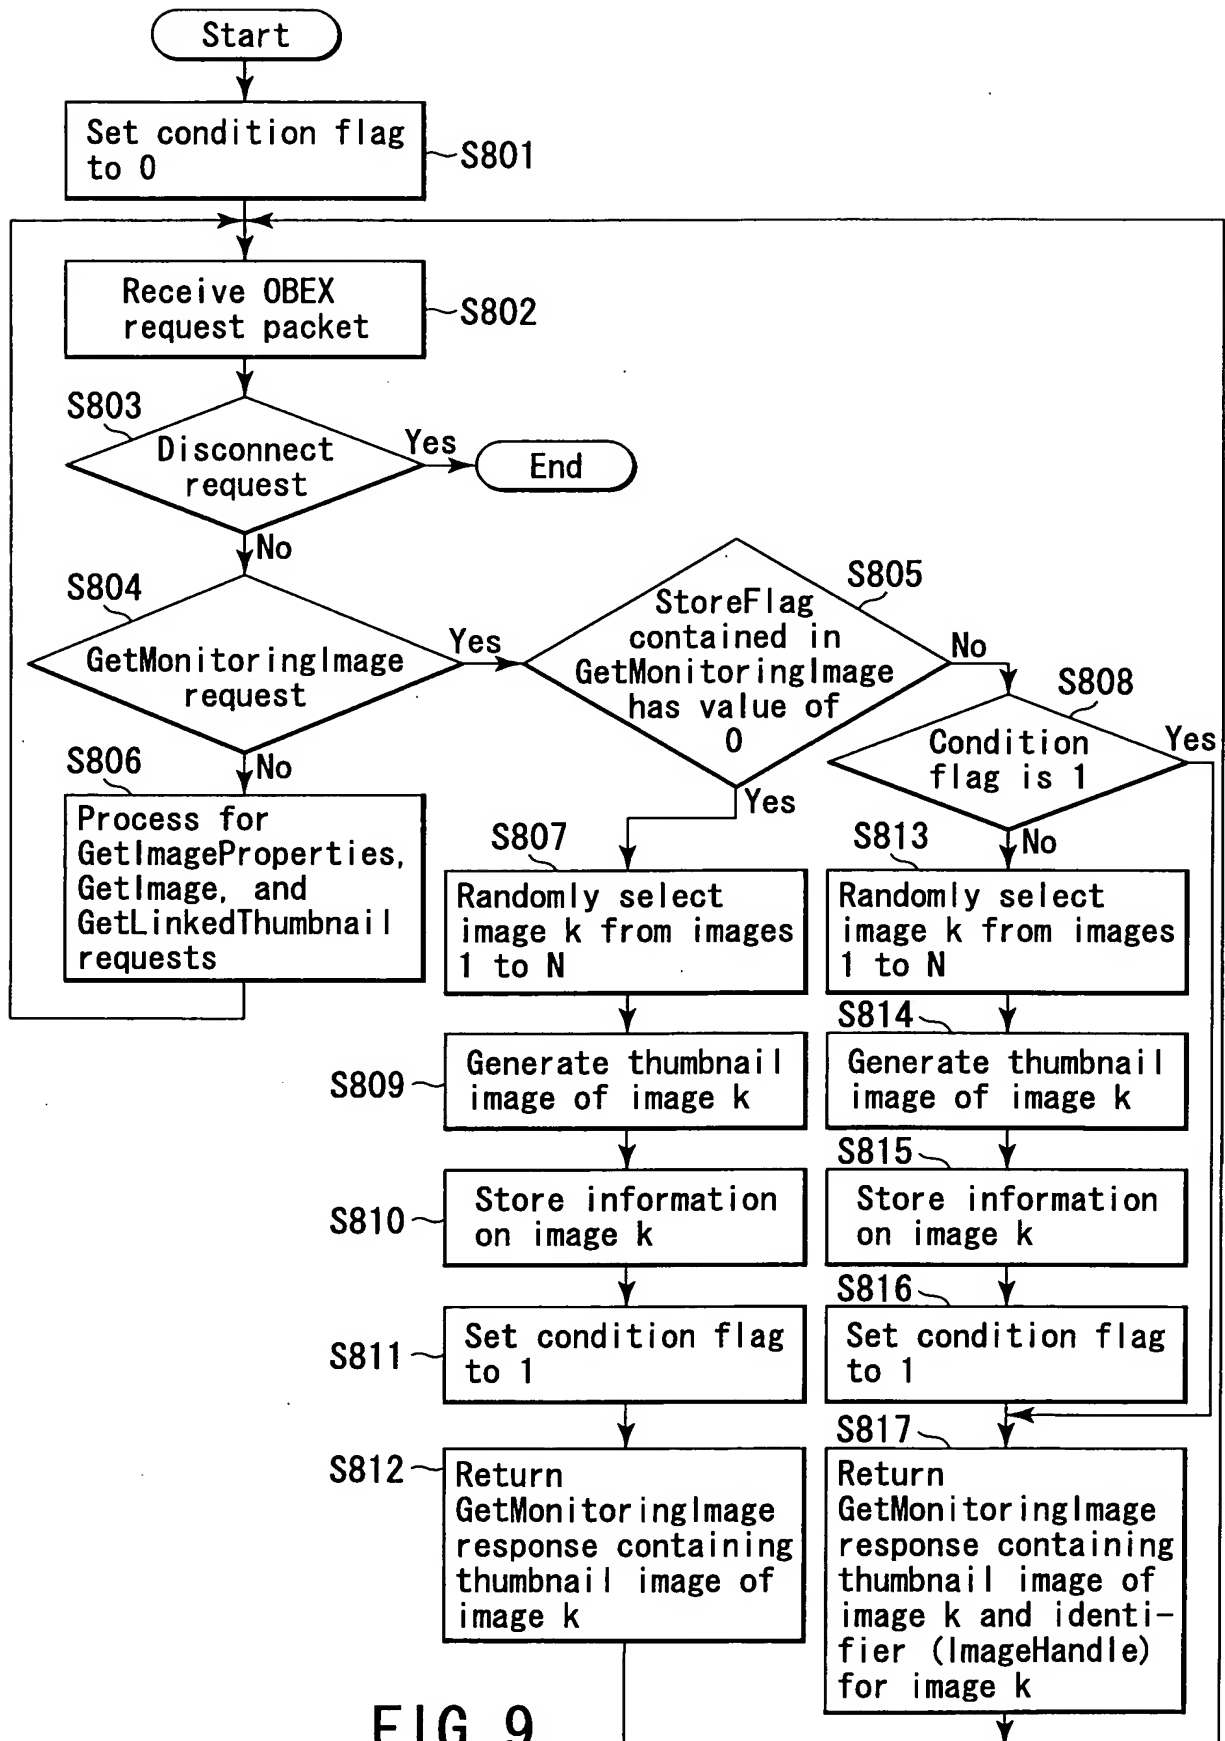 Start
Set condition flag
to 0
S801
Receive OBEX
request packet
S802
S803
Disconnect
request
Yes
End
No
S804
GetMonitoringImage
request
Yes
S805
StoreFlag
contained in
GetMonitoringImage
has value of
0
No
S808
Condition
flag is 1
Yes
No
S806
Process for
GetImageProperties,
GetImage, and
GetLinkedThumbnail
requests
Yes
S807
Randomly select
image k from images
1 to N
No
S813
Randomly select
image k from images
1 to N
S809
Generate thumbnail
image of image k
S814
Generate thumbnail
image of image k
S810
Store information
on image k
S815
Store information
on image k
S811
Set condition flag
to 1
S816
Set condition flag
to 1
S812
Return
GetMonitoringImage
response containing
thumbnail image of
image k
S817
Return
GetMonitoringImage
response containing
thumbnail image of
image k and identi-
fier (ImageHandle)
for image k
FIG. 9